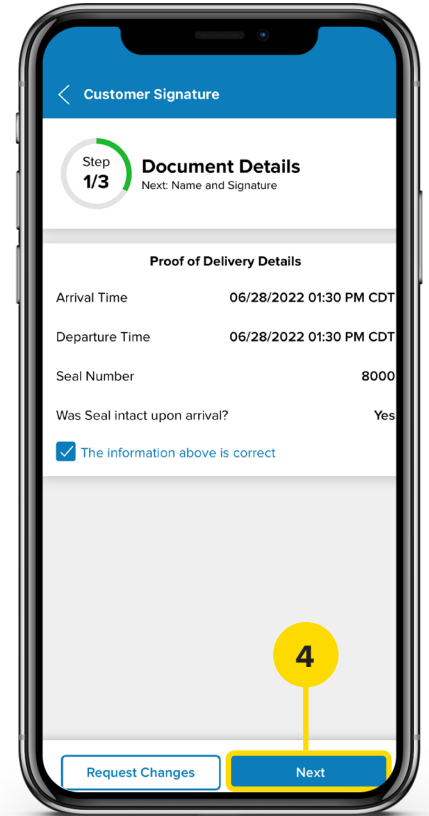 Customer Signature
Step
1/3
Document Details
Next: Name and Signature
Proof of Delivery Details
Arrival Time 06/28/2022 01:30 PM CDT
Departure Time 06/28/2022 01:30 PM CDT
Seal Number 8000
Was Seal intact upon arrival? Yes
The information above is correct
4
Request Changes Next